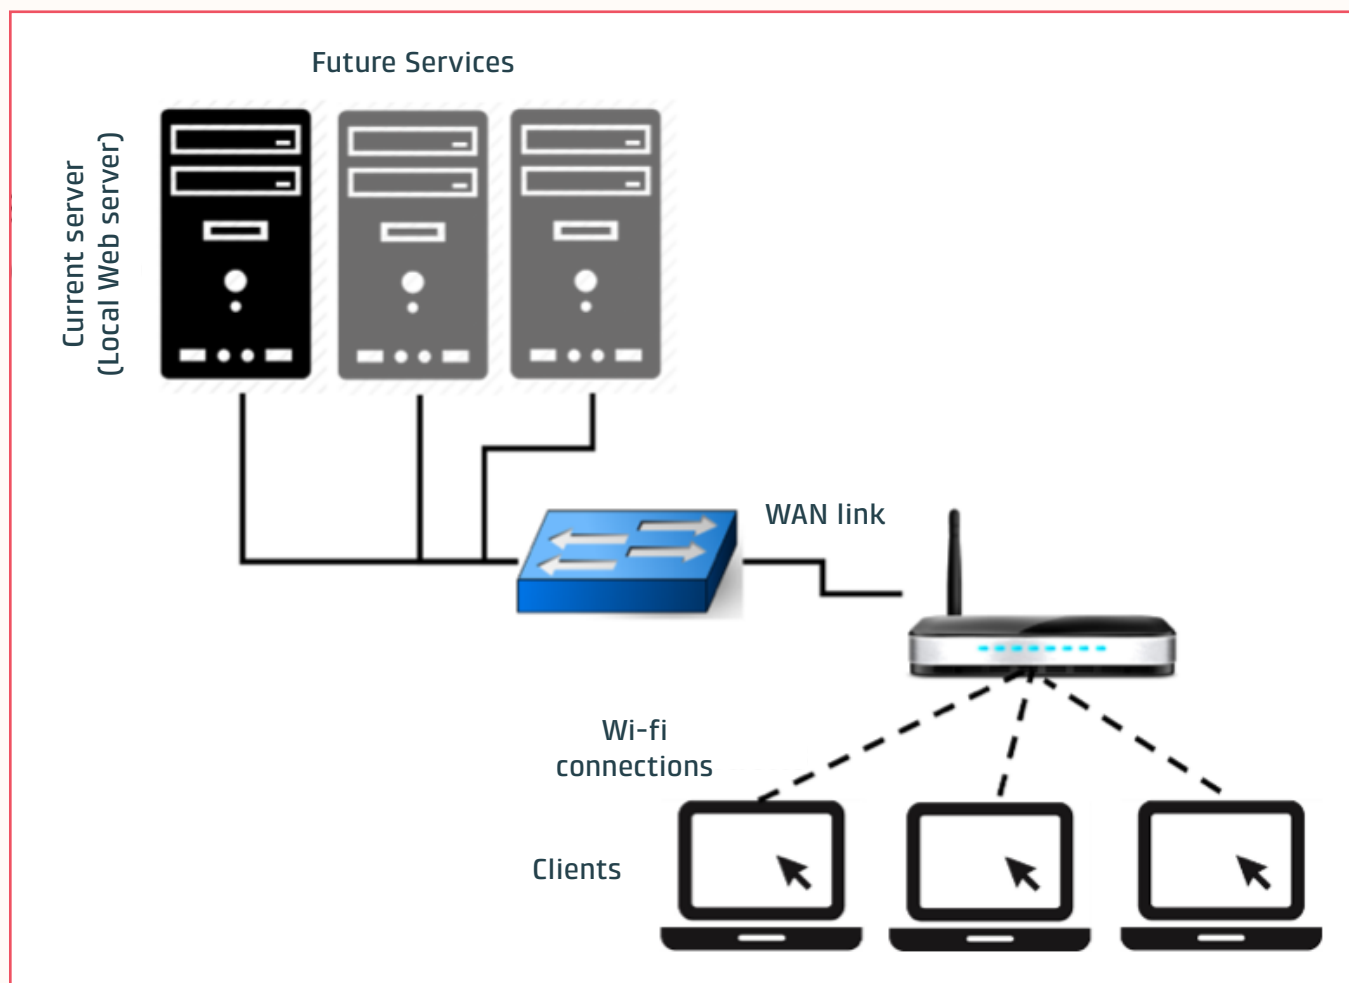 Future Services
Current server
(Local Web server)
WAN link
Wi-fi
connections
Clients